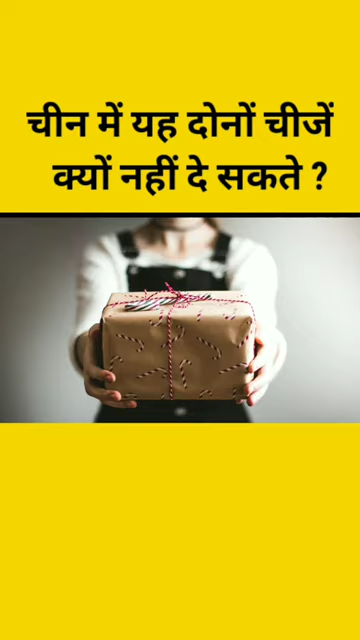 चीन में यह दोनों चीजें
क्यों नहीं दे सकते ?